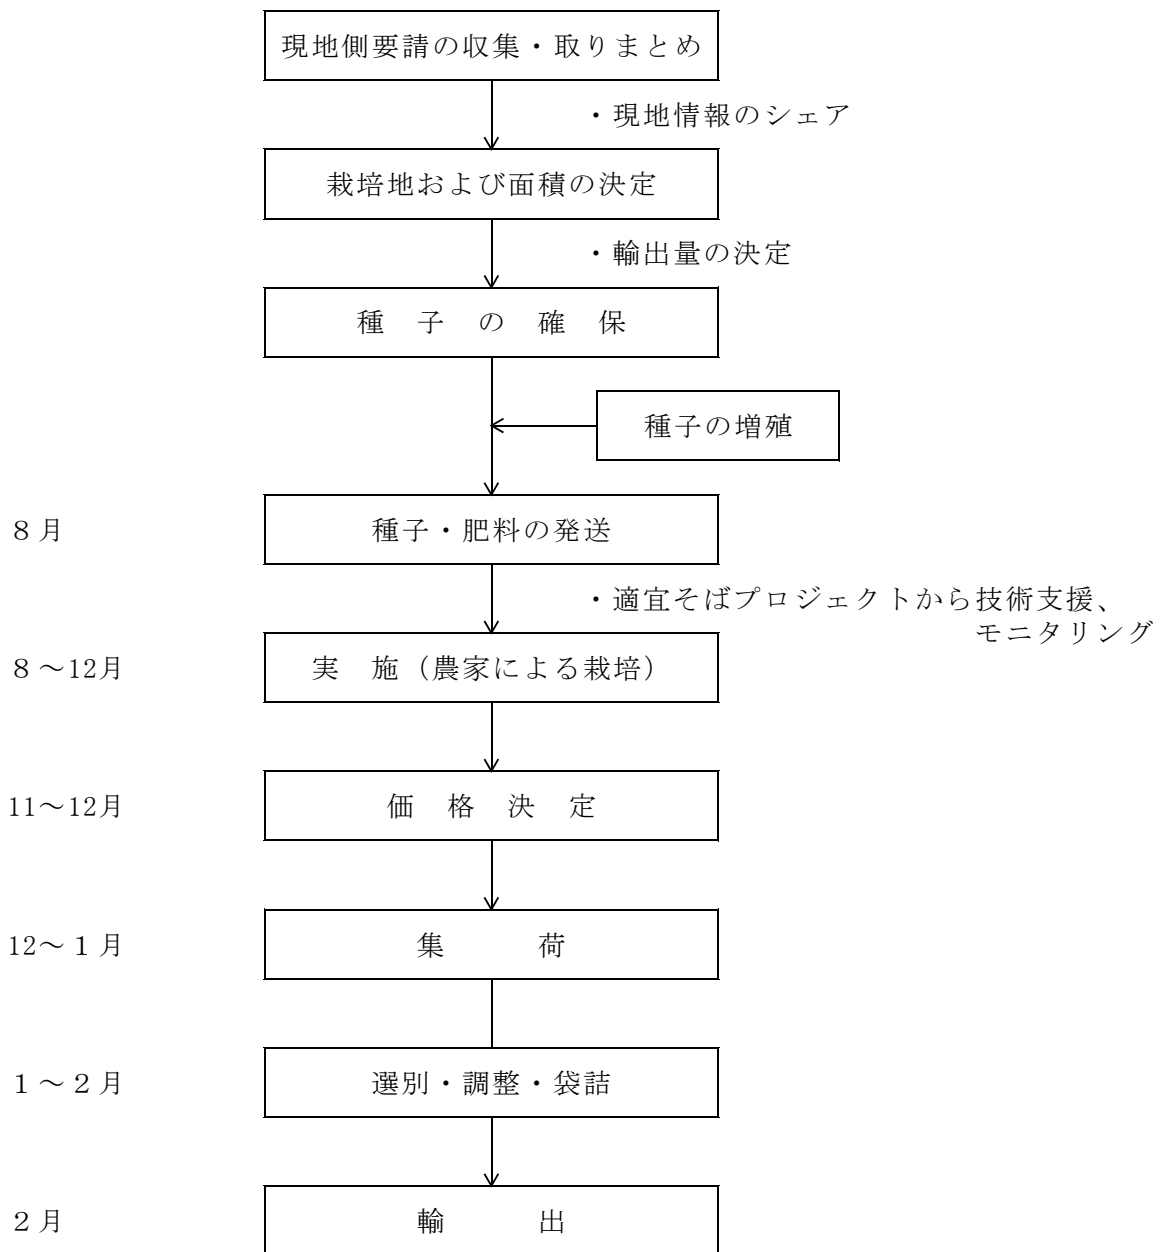 現地側要請の収集・取りまとめ
・現地情報のシェア
栽培地および面積の決定
・輸出量の決定
種　子　の　確　保
種子の増殖
８月
種子・肥料の発送
・適宜そばプロジェクトから技術支援、
モニタリング
８～12月
実　施（農家による栽培）
11～12月
価　格　決　定
12～１月
集　　　荷
１～２月
選別・調整・袋詰
２月
輸　　　出